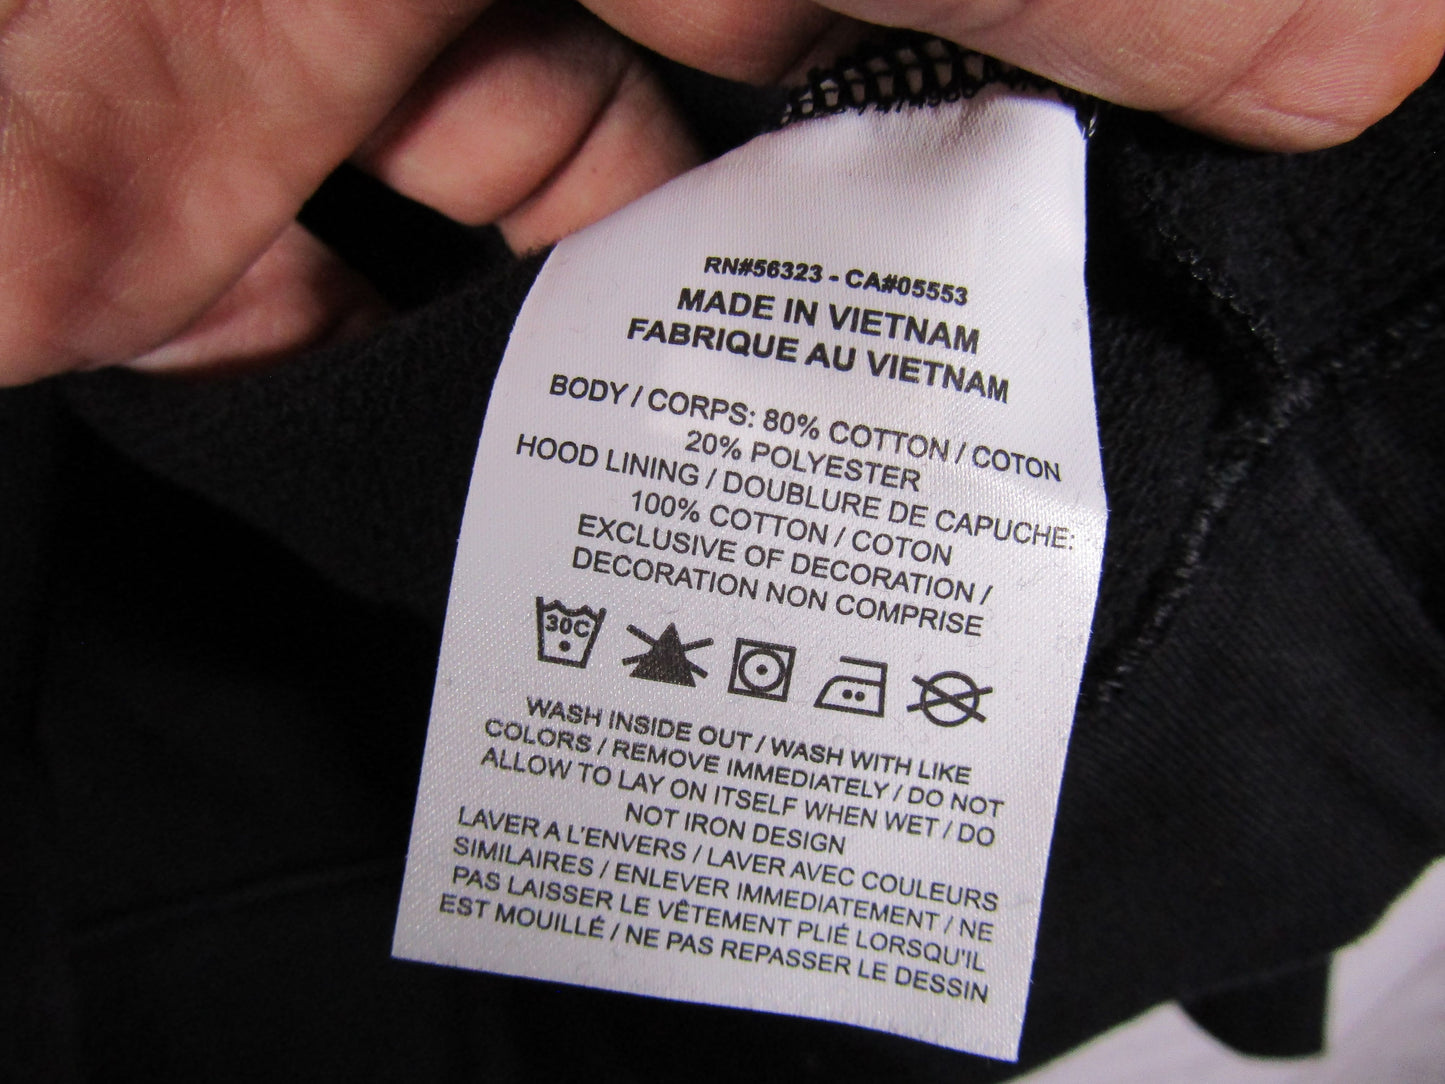 RN#56323 - CA#05553
MADE IN VIETNAM
FABRIQUE AU VIETNAM
BODY / CORPS: 80% COTTON / COTON
20% POLYESTER
HOOD LINING / DOUBLURE DE CAPUCHE:
100% COTTON / COTON
EXCLUSIVE OF DECORATION /
DECORATION NON COMPRISE
30C
WASH INSIDE OUT / WASH WITH LIKE
COLORS / REMOVE IMMEDIATELY / DO NOT
ALLOW TO LAY ON ITSELF WHEN WET / DO
NOT IRON DESIGN
LAVER A L'ENVERS / LAVER AVEC COULEURS
SIMILAIRES / ENLEVER IMMEDIATEMENT / NE
PAS LAISSER LE VÊTEMENT PLIÉ LORSQU'IL
EST MOUILLÉ / NE PAS REPASSER LE DESSIN